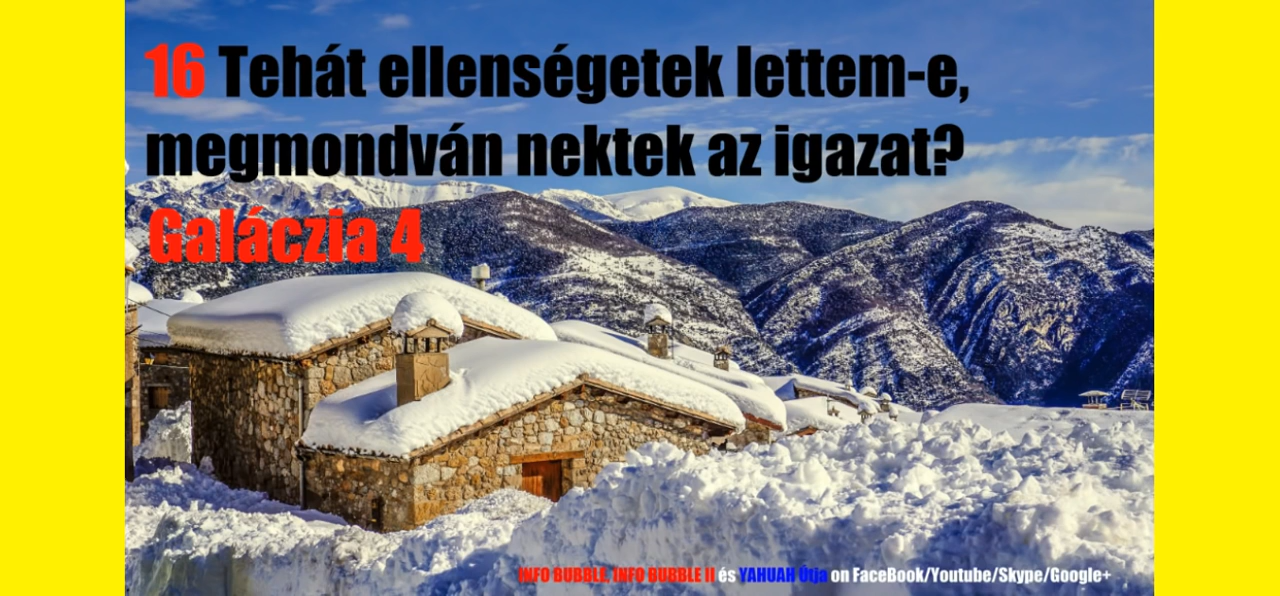 16 Tehát ellenségetek lettem-e,
megmondván nektek az igazat?
Galáczia 4
INFO BUBBLE, INFO BUBBLE II és YAHUAH Útja on FaceBook/Youtube/Skype/Google+